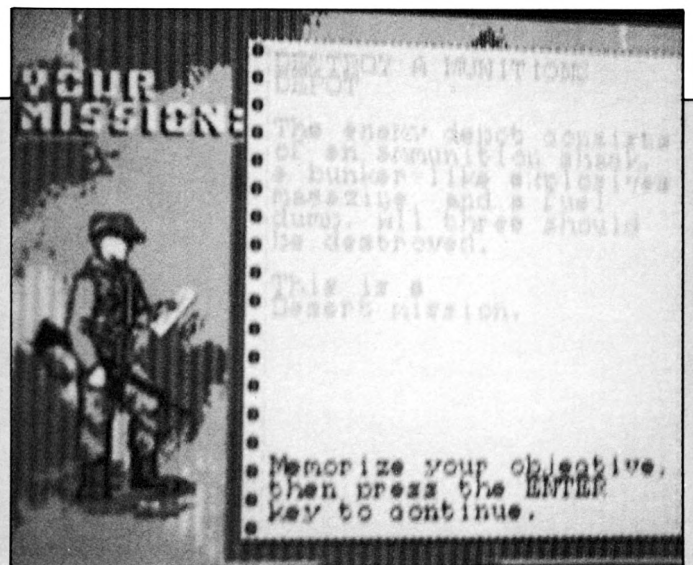 YOUR
MISSION:
DESTROY A MUNITIONS
DEPOT
The enemy depot consists
of an ammunition shack,
a bunker-like explosives
magazine, and a fuel
dump. All three should
be destroyed.
This is a
Desert mission.
Memorize your objective,
then press the ENTER
key to continue.